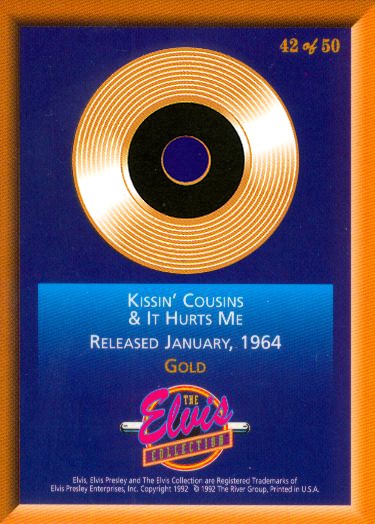 42 of 50
KISSIN' COUSINS
& IT HURTS ME
RELEASED JANUARY, 1964
GOLD
THE
Elvis
COLLECTION
Elvis, Elvis Presley and The Elvis Collection are Registered Trademarks of
Elvis Presley Enterprises, Inc. Copyright 1992 © 1992 The River Group, Printed in U.S.A.